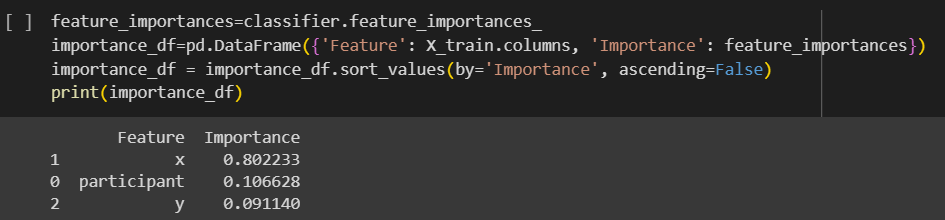 [ ] feature_importances=classifier.feature_importances_
importance_df=pd.DataFrame({'Feature': X_train.columns, 'Importance': feature_importances})
importance_df = importance_df.sort_values(by='Importance', ascending=False)
print(importance_df)
Feature Importance
1 x 0.802233
0 participant 0.106628
2 y 0.091140